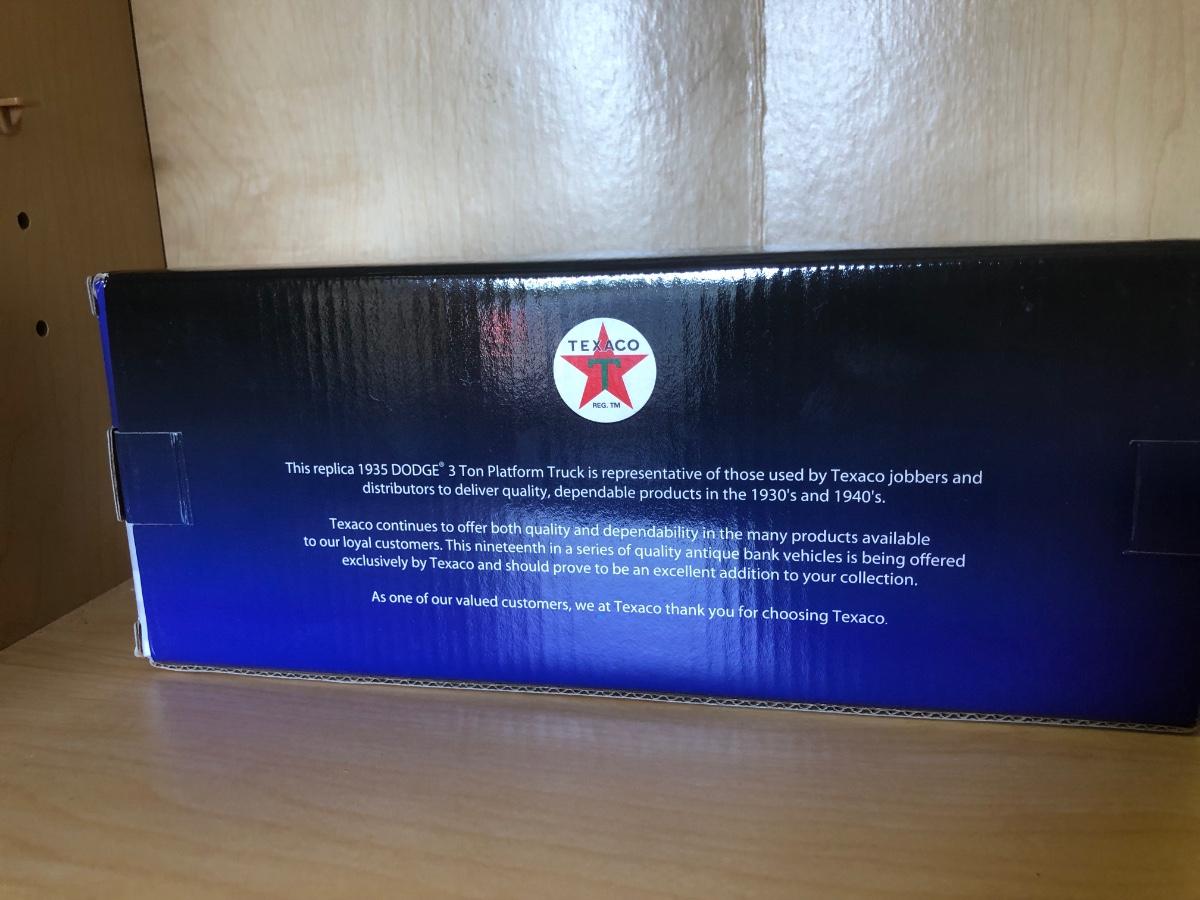 TEXACO
T
REG. TM
This replica 1935 DODGE® 3 Ton Platform Truck is representative of those used by Texaco jobbers and
distributors to deliver quality, dependable products in the 1930's and 1940's.
Texaco continues to offer both quality and dependability in the many products available
to our loyal customers. This nineteenth in a series of quality antique bank vehicles is being offered
exclusively by Texaco and should prove to be an excellent addition to your collection.
As one of our valued customers, we at Texaco thank you for choosing Texaco.